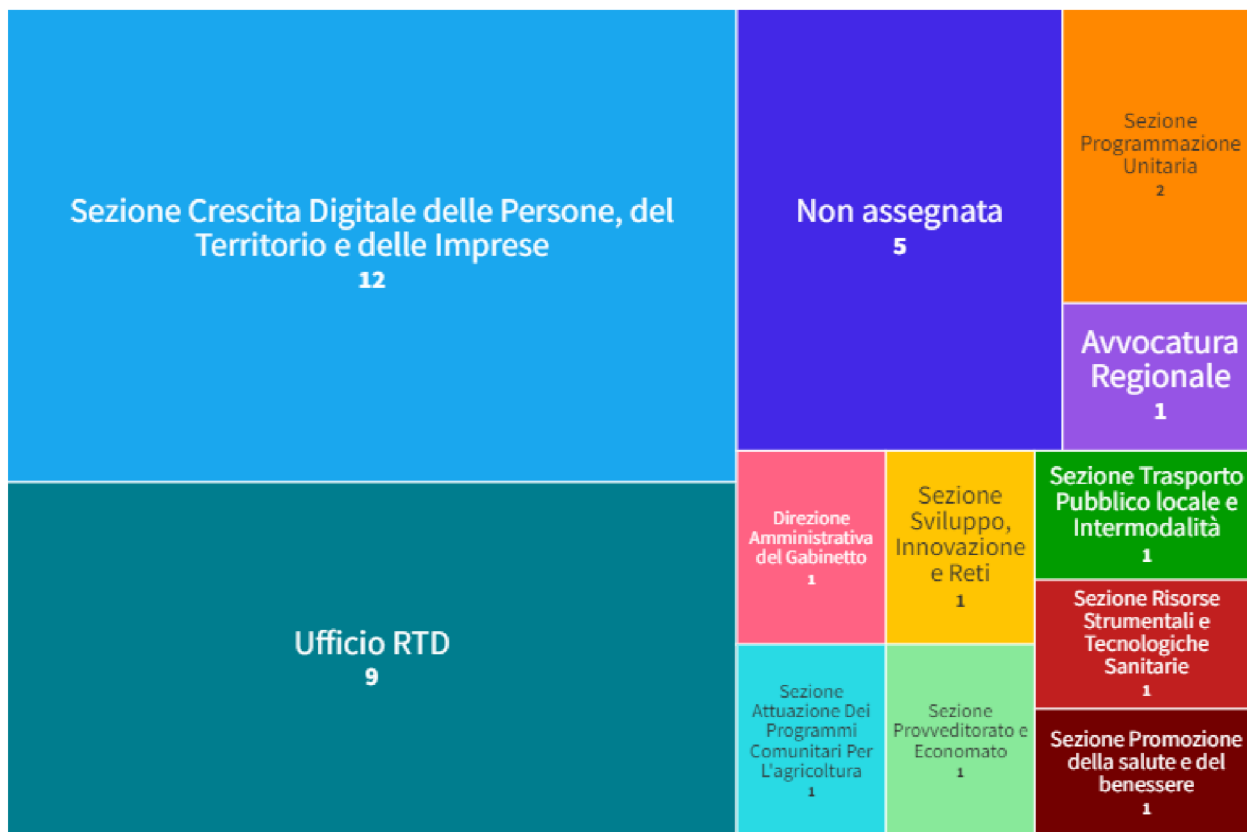 Sezione Crescita Digitale delle Persone, del
Territorio e delle Imprese
12
Ufficio RTD
9
Non assegnata
5
Sezione
Programmazione
Unitaria
2
Avvocatura
Regionale
1
Direzione
Amministrativa
del Gabinetto
1
Sezione
Sviluppo,
Innovazione
e Reti
1
Sezione Trasporto
Pubblico locale e
Intermodalità
1
Sezione Risorse
Strumentali e
Tecnologiche
Sanitarie
1
Sezione
Attuazione Dei
Programmi
Comunitari Per
L'agricoltura
1
Sezione
Provveditorato e
Economato
1
Sezione Promozione
della salute e del
benessere
1